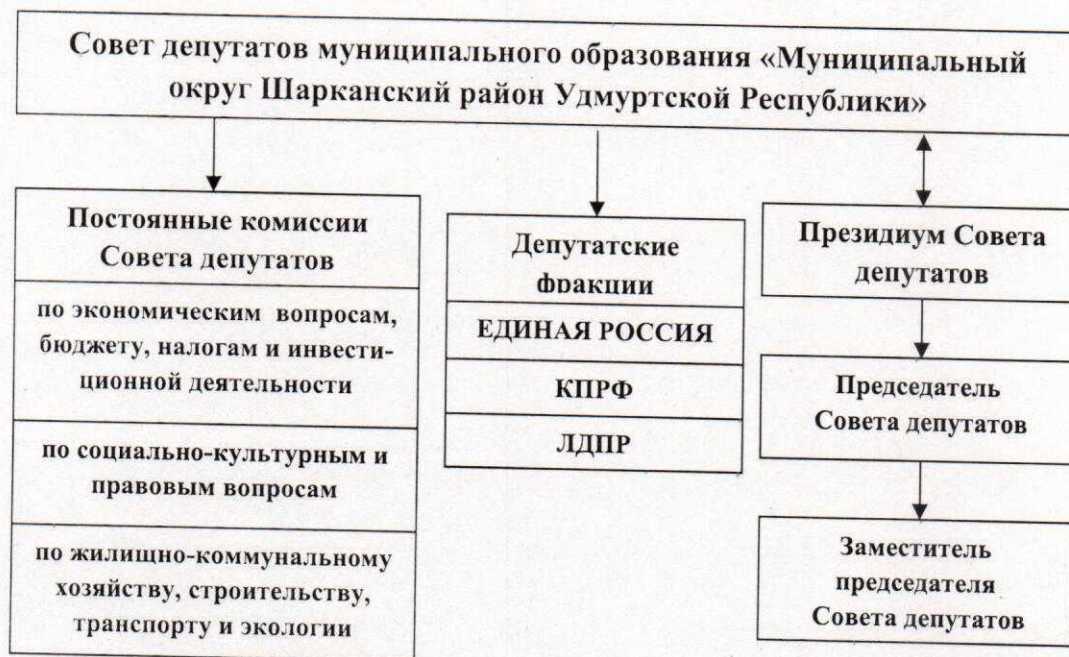 Совет депутатов муниципального образования «Муниципальный
округ Шарканский район Удмуртской Республики»
Постоянные комиссии
Совета депутатов
по экономическим вопросам,
бюджету, налогам и инвести-
ционной деятельности
по социально-культурным и
правовым вопросам
по жилищно-коммунальному
хозяйству, строительству,
транспорту и экологии
Депутатские
фракции
ЕДИНАЯ РОССИЯ
КПРФ
ЛДПР
Президиум Совета
депутатов
Председатель
Совета депутатов
Заместитель
председателя
Совета депутатов